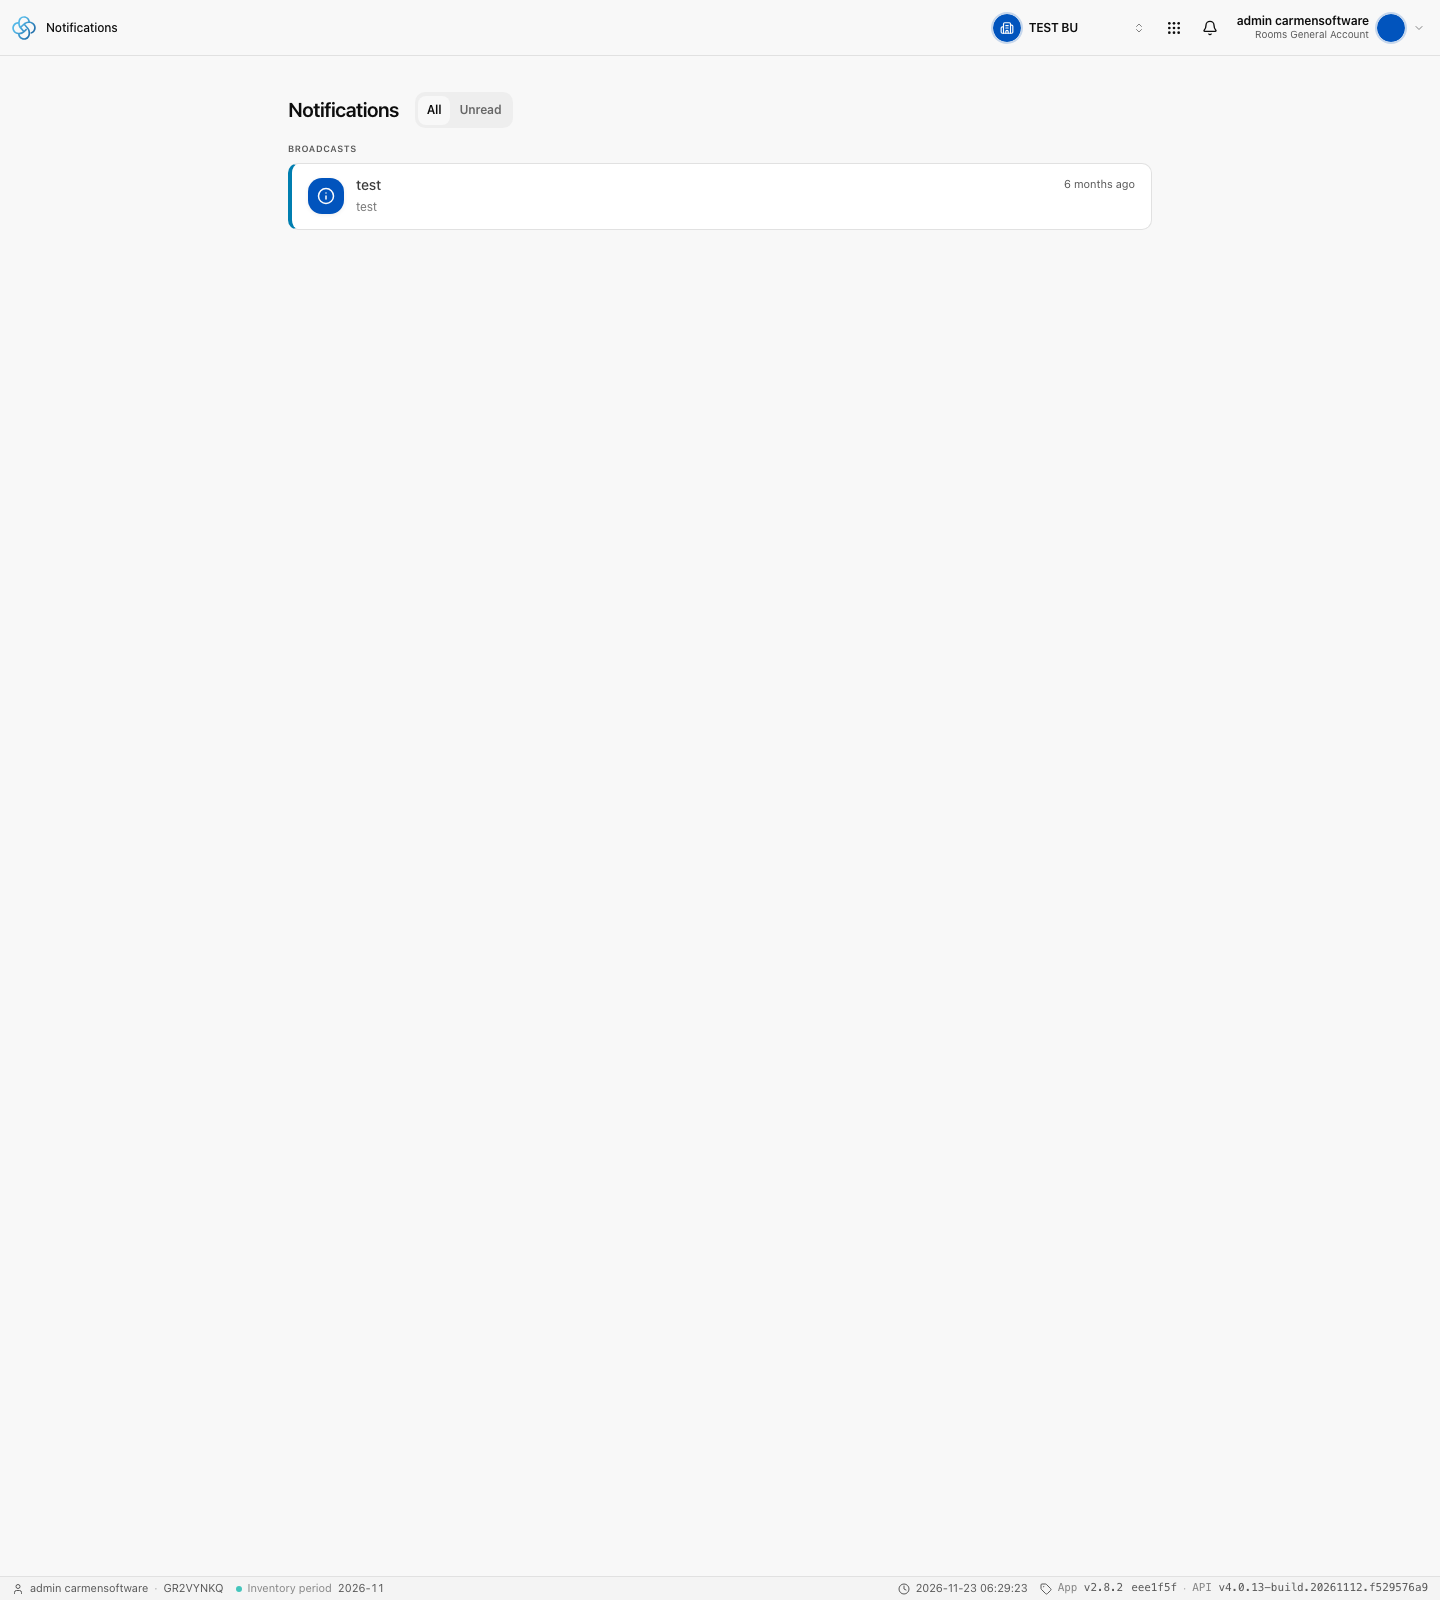 Notifications
TEST BU
admin carmensoftware
Rooms General Account
Notifications
All
Unread
BROADCASTS
test
6 months ago
test
admin carmensoftware · GR2VYNKQ
Inventory period 2026-11
2026-11-23 06:29:23
App v2.8.2 eee1f5f · API v4.0.13-build.20261112.f529576a9